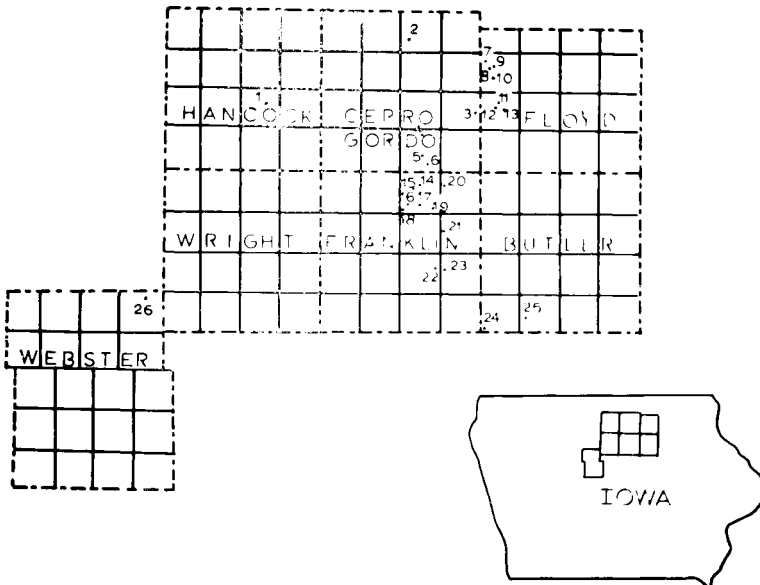 2
7
9
8 10
1
11
HANCOCK CERRO
3 12 13 FLOYD
GORDO
5 6
15 14 20
16 17
19
18
21
WRIGHT FRANKLIN BUTLER
22 23
26
24 25
WEBSTER
IOWA